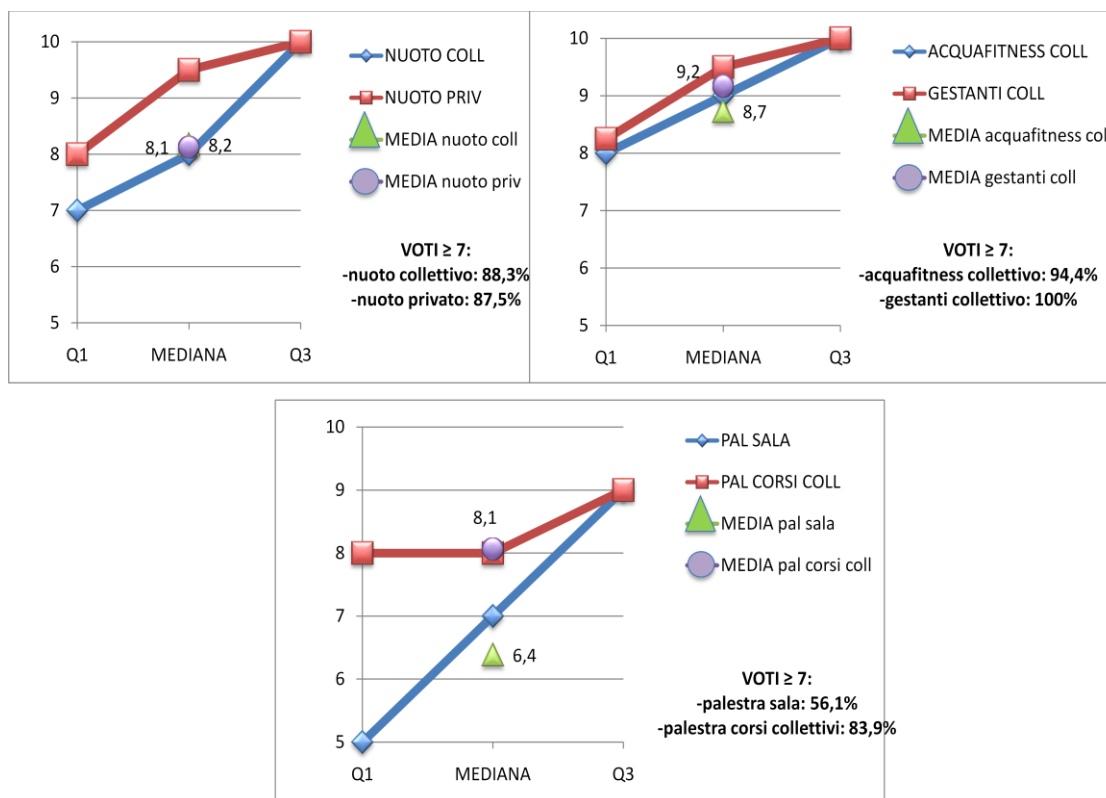 10
9
8
7
6
5
Q1
MEDIANA
Q3
8,1
8,2
NUOTO COLL
NUOTO PRIV
MEDIA nuoto coll
MEDIA nuoto priv
VOTI ≥ 7:
-nuoto collettivo: 88,3%
-nuoto privato: 87,5%
10
9
8
7
6
5
Q1
MEDIANA
Q3
9,2
8,7
ACQUAFITNESS COLL
GESTANTI COLL
MEDIA acquafitness coll
MEDIA gestanti coll
VOTI ≥ 7:
-acquafitness collettivo: 94,4%
-gestanti collettivo: 100%
10
9
8
7
6
5
Q1
MEDIANA
Q3
8,1
6,4
PAL SALA
PAL CORSI COLL
MEDIA pal sala
MEDIA pal corsi coll
VOTI ≥ 7:
-palestra sala: 56,1%
-palestra corsi collettivi: 83,9%